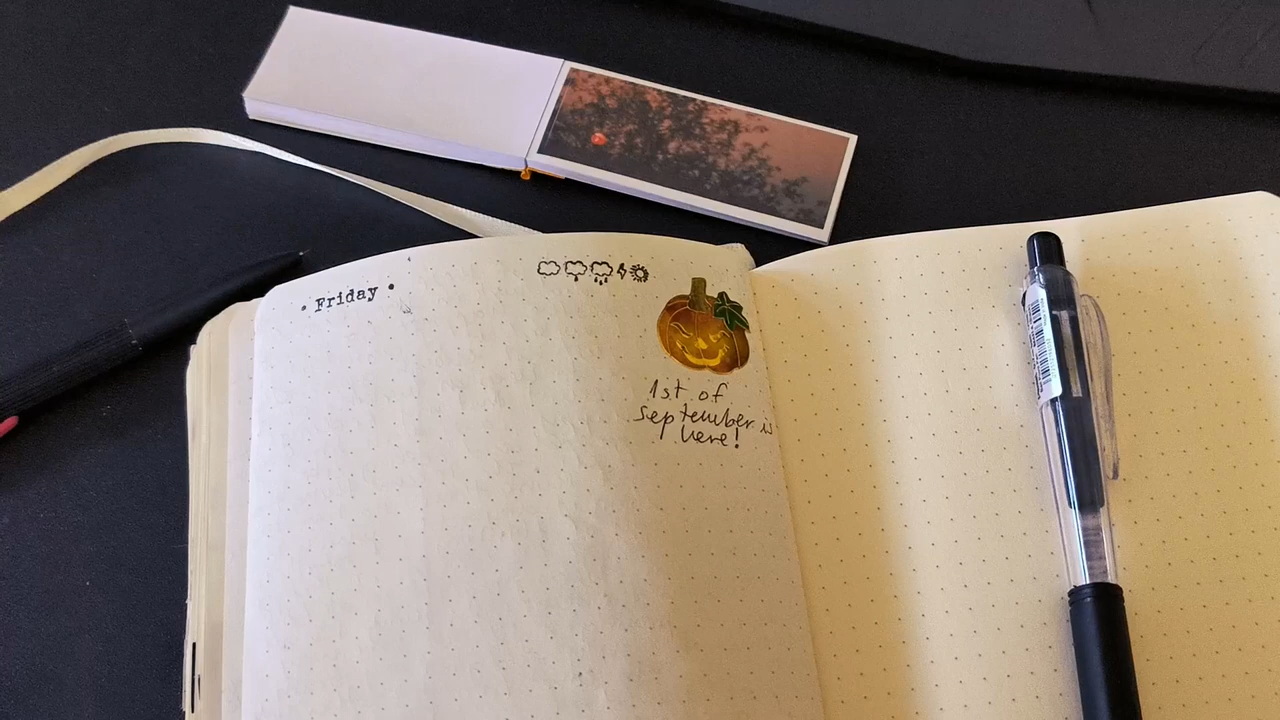 • Friday •
1st of
september is
here!